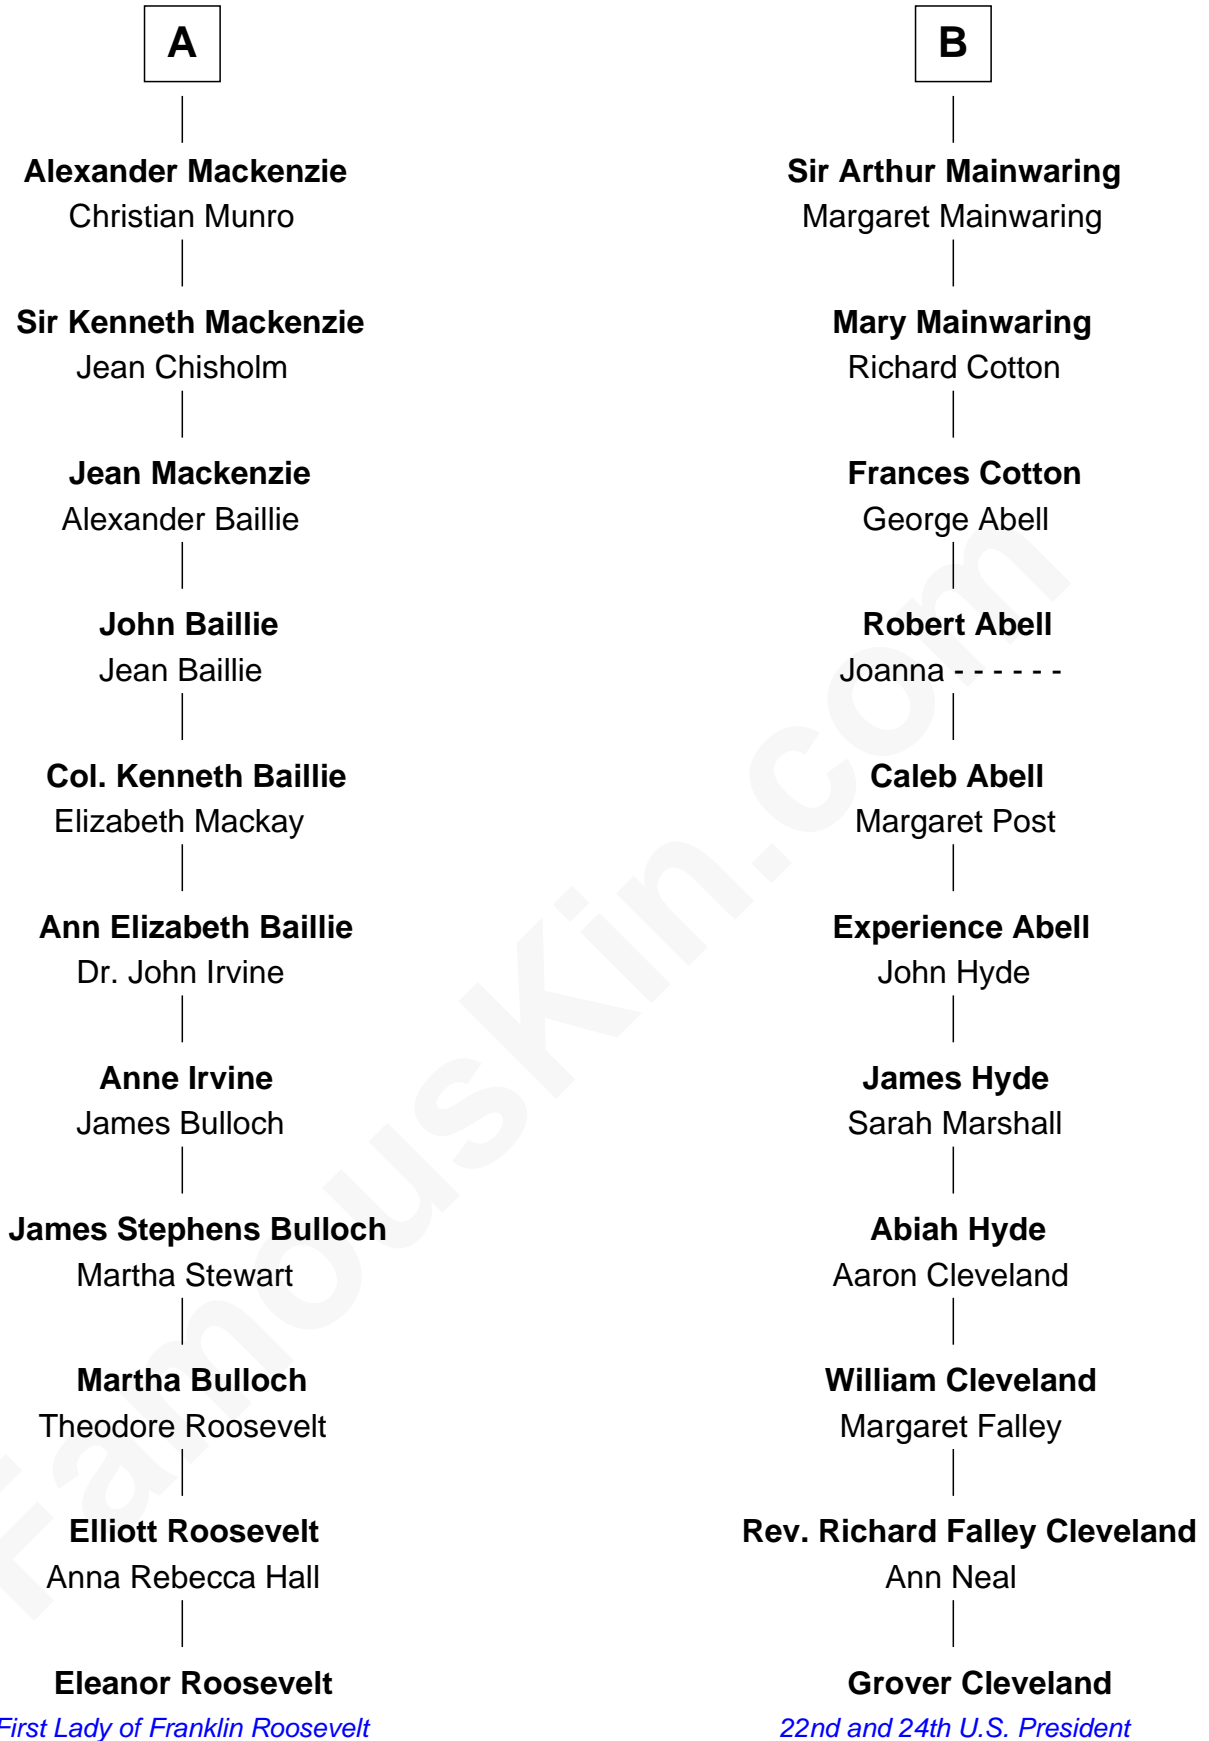 A
Alexander Mackenzie
Christian Munro
Sir Kenneth Mackenzie
Jean Chisholm
Jean Mackenzie
Alexander Baillie
John Baillie
Jean Baillie
Col. Kenneth Baillie
Elizabeth Mackay
Ann Elizabeth Baillie
Dr. John Irvine
Anne Irvine
James Bulloch
James Stephens Bulloch
Martha Stewart
Martha Bulloch
Theodore Roosevelt
Elliott Roosevelt
Anna Rebecca Hall
Eleanor Roosevelt
First Lady of Franklin Roosevelt
B
Sir Arthur Mainwaring
Margaret Mainwaring
Mary Mainwaring
Richard Cotton
Frances Cotton
George Abell
Robert Abell
Joanna - - - - - -
Caleb Abell
Margaret Post
Experience Abell
John Hyde
James Hyde
Sarah Marshall
Abiah Hyde
Aaron Cleveland
William Cleveland
Margaret Falley
Rev. Richard Falley Cleveland
Ann Neal
Grover Cleveland
22nd and 24th U.S. President
FamousKin.com